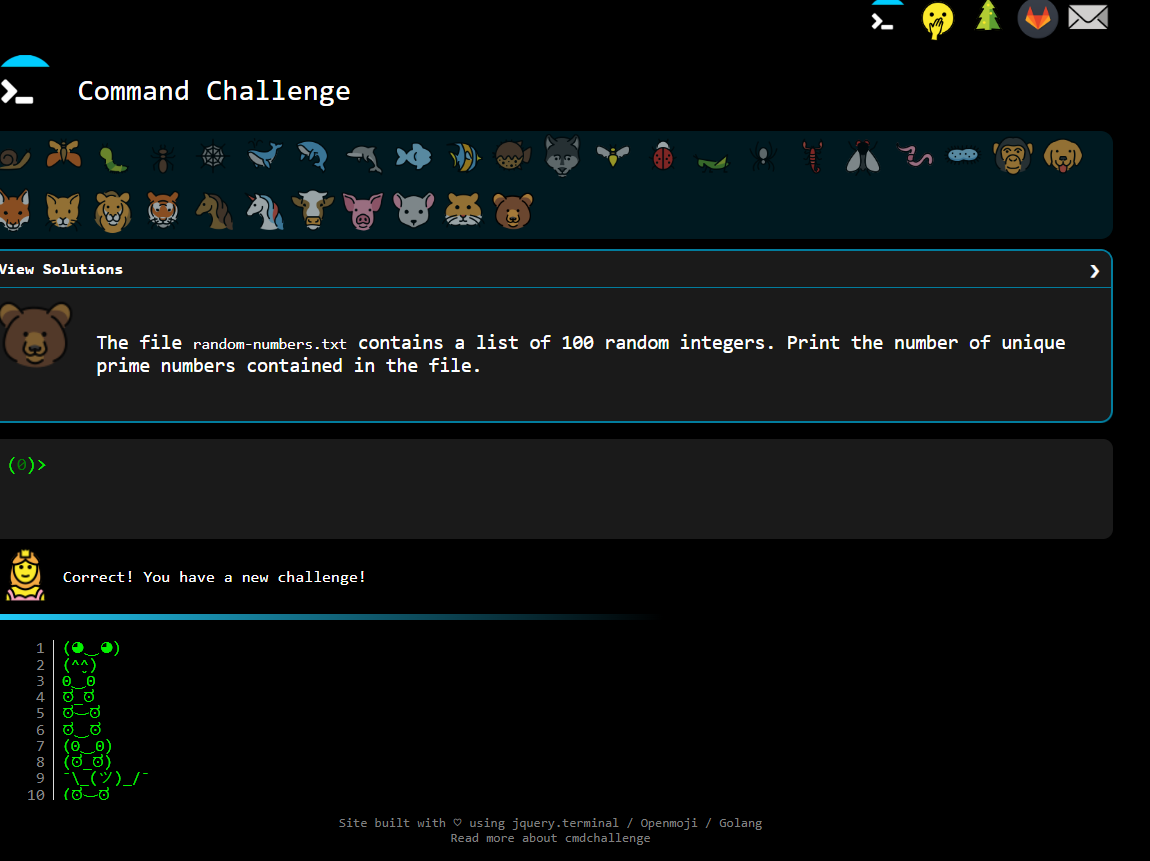 Command Challenge
View Solutions
The file random-numbers.txt contains a list of 100 random integers. Print the number of unique
prime numbers contained in the file.
(0)>
Correct! You have a new challenge!
1 (◕‿◕)
2 (^̮^)
3 ʘ‿ʘ
4 ಠ_ಠ
5 ಠ⌣ಠ
6 ಠ‿ಠ
7 (ʘ‿ʘ)
8 (ಠ_ಠ)
9 ¯\_(ツ)_/¯
10 (ಠ⌣ಠ
Site built with ♡ using jquery.terminal / Openmoji / Golang
Read more about cmdchallenge